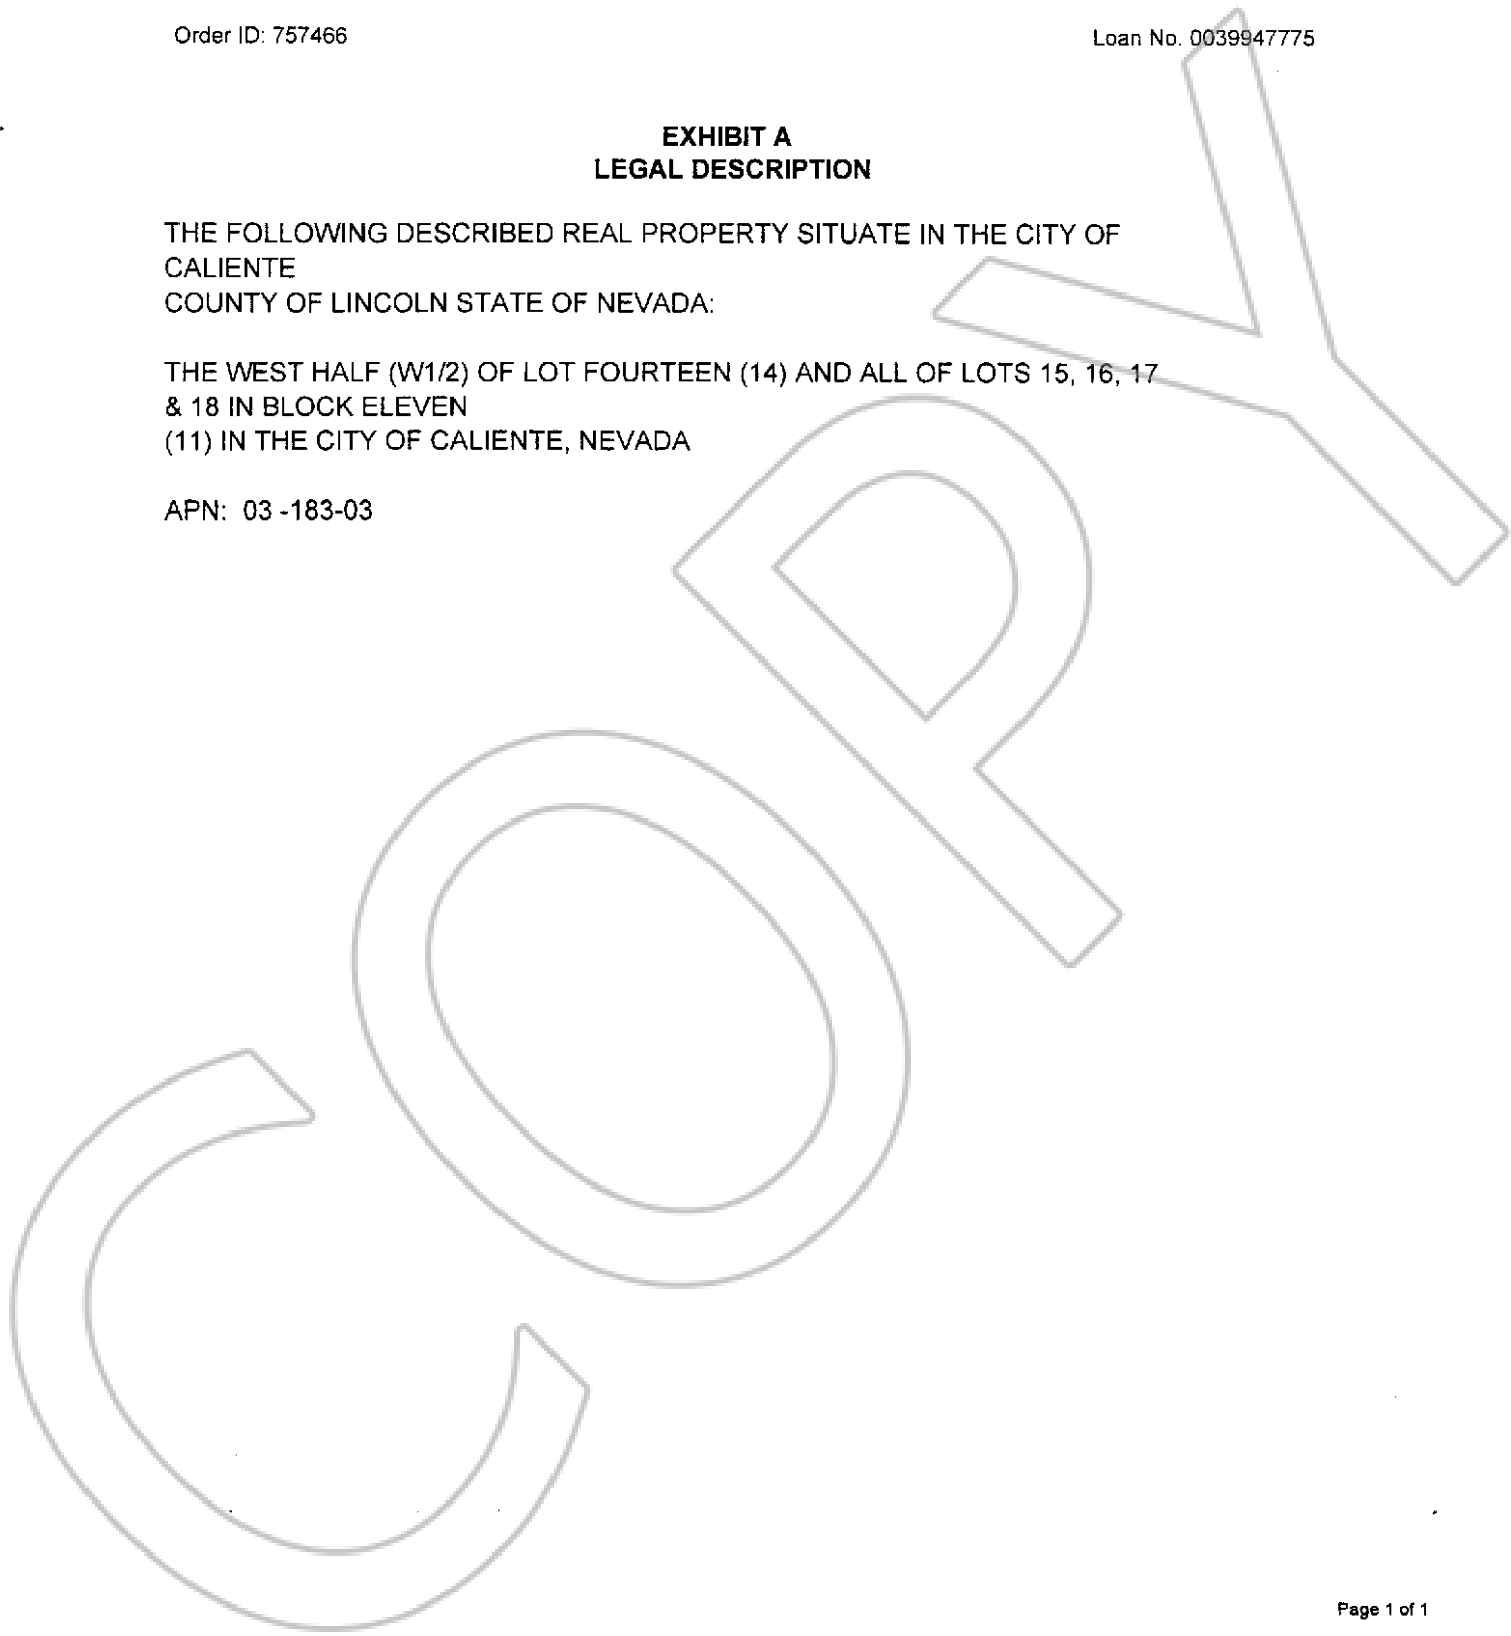 Order ID: 757466 Loan No. 0039947775
EXHIBIT A
LEGAL DESCRIPTION
THE FOLLOWING DESCRIBED REAL PROPERTY SITUATE IN THE CITY OF
CALIENTE
COUNTY OF LINCOLN STATE OF NEVADA:
THE WEST HALF (W1/2) OF LOT FOURTEEN (14) AND ALL OF LOTS 15, 16, 17
& 18 IN BLOCK ELEVEN
(11) IN THE CITY OF CALIENTE, NEVADA
APN: 03 -183-03
COPY
Page 1 of 1